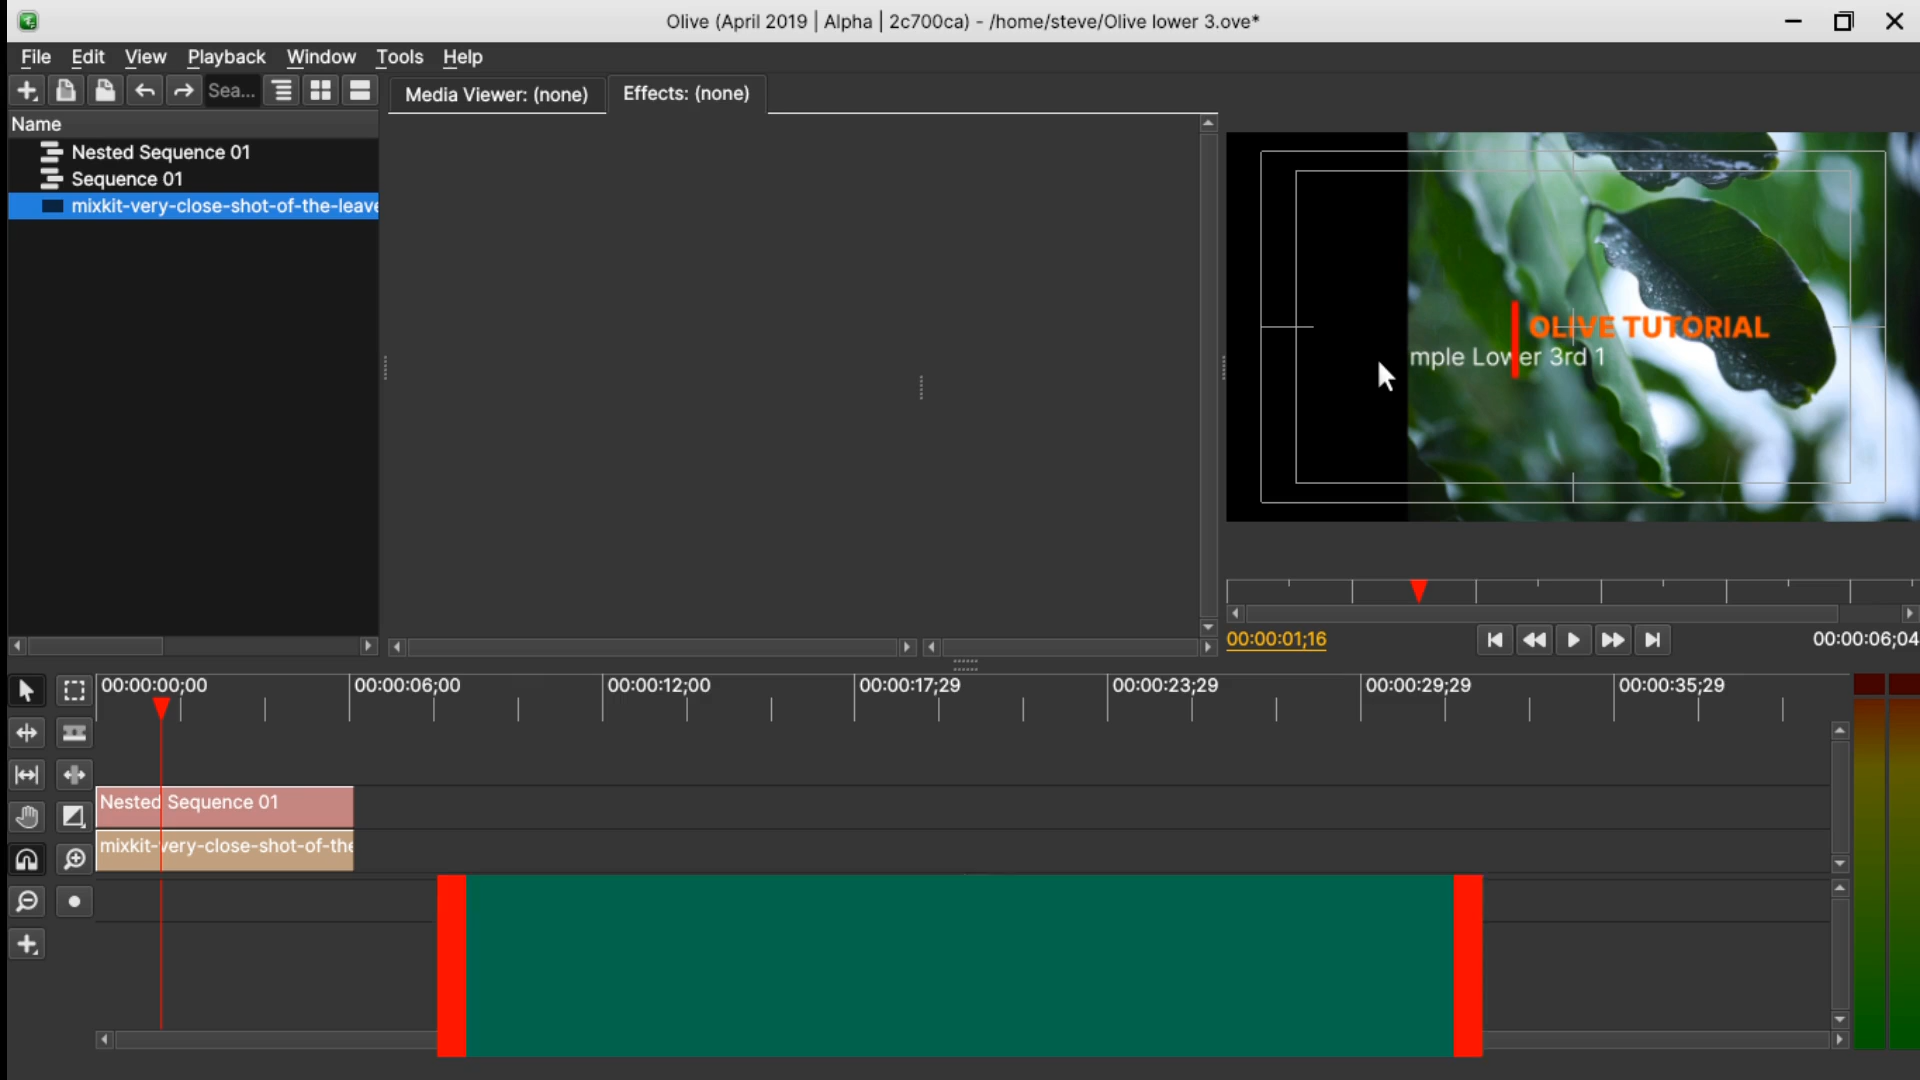 Olive (April 2019 | Alpha | 2c700ca) - /home/steve/Olive lower 3.ove*
File Edit View Playback Window Tools Help
Sea...
Media Viewer: (none) Effects: (none)
Name
Nested Sequence 01
Sequence 01
mixkit-very-close-shot-of-the-leave
OLIVE TUTORIAL
mple Lower 3rd 1
00:00:01;16
00:00:06;04
00:00:00;00 00:00:06;00 00:00:12;00 00:00:17;29 00:00:23;29 00:00:29;29 00:00:35;29
Nested Sequence 01
mixkit-very-close-shot-of-the